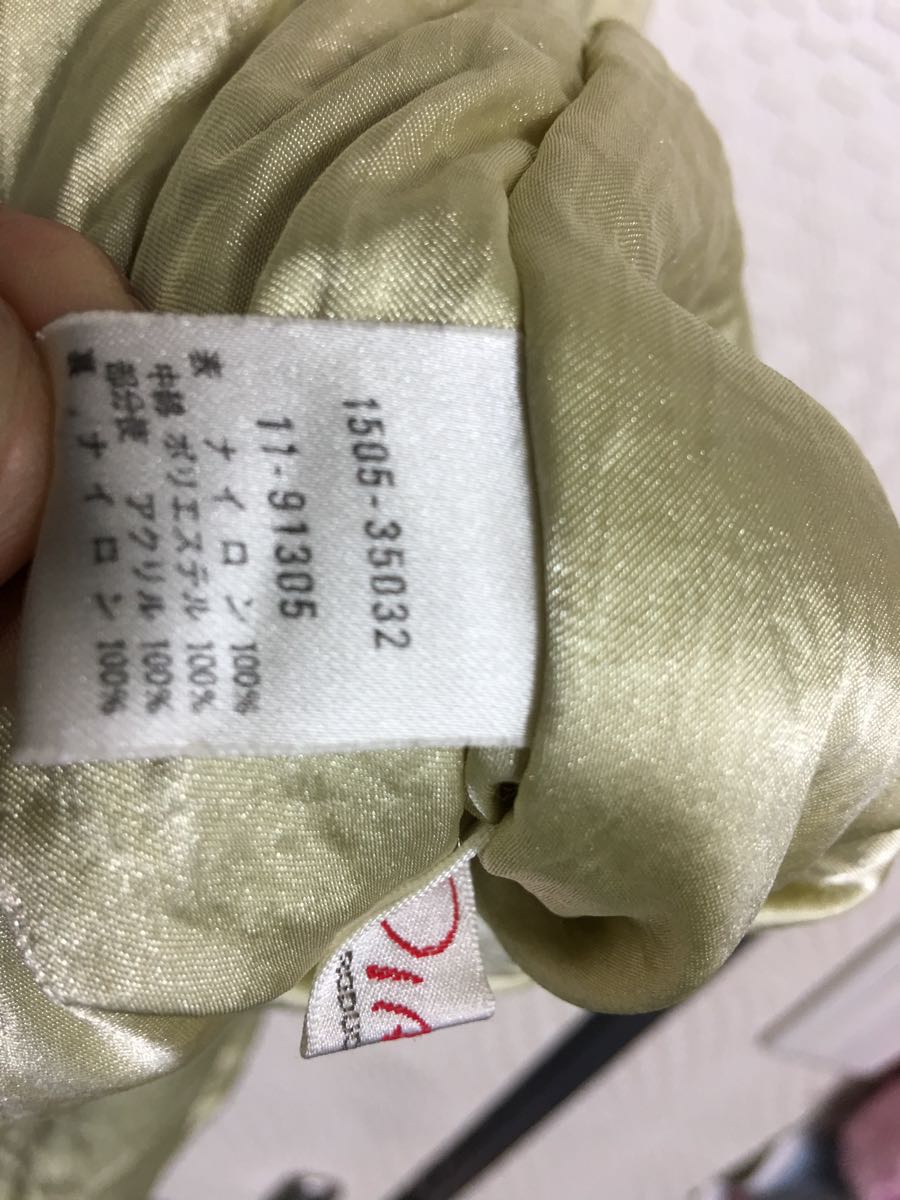 1505-35032
11-91305
表 ナイロン 100%
中綿 ポリエステル 100%
部分使 アクリル 100%
裏 ナイロン 100%